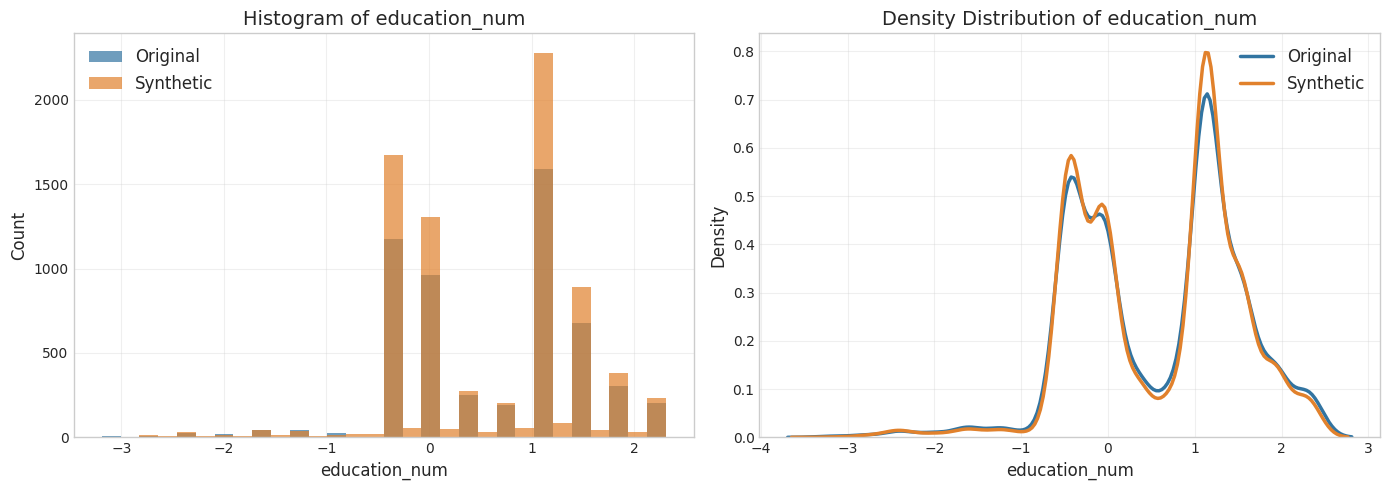 Histogram of education_num
Original
Synthetic
Count
2000
1500
1000
500
0
−3
−2
−1
0
1
2
education_num
Density Distribution of education_num
Original
Synthetic
Density
0.8
0.7
0.6
0.5
0.4
0.3
0.2
0.1
0.0
−4
−3
−2
−1
0
1
2
3
education_num